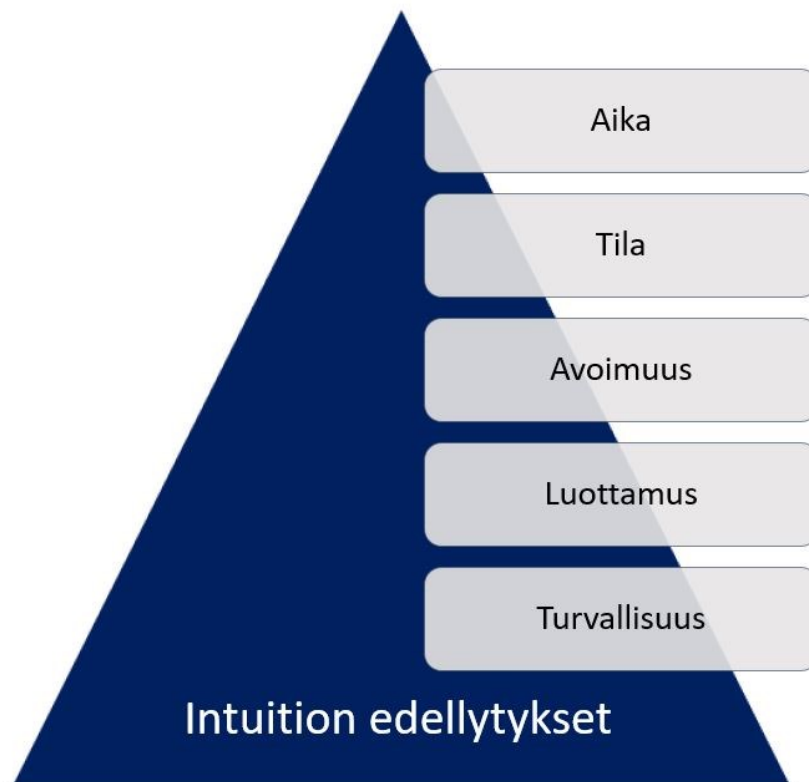 Aika
Tila
Avoimuus
Luottamus
Turvallisuus
Intuition edellytykset